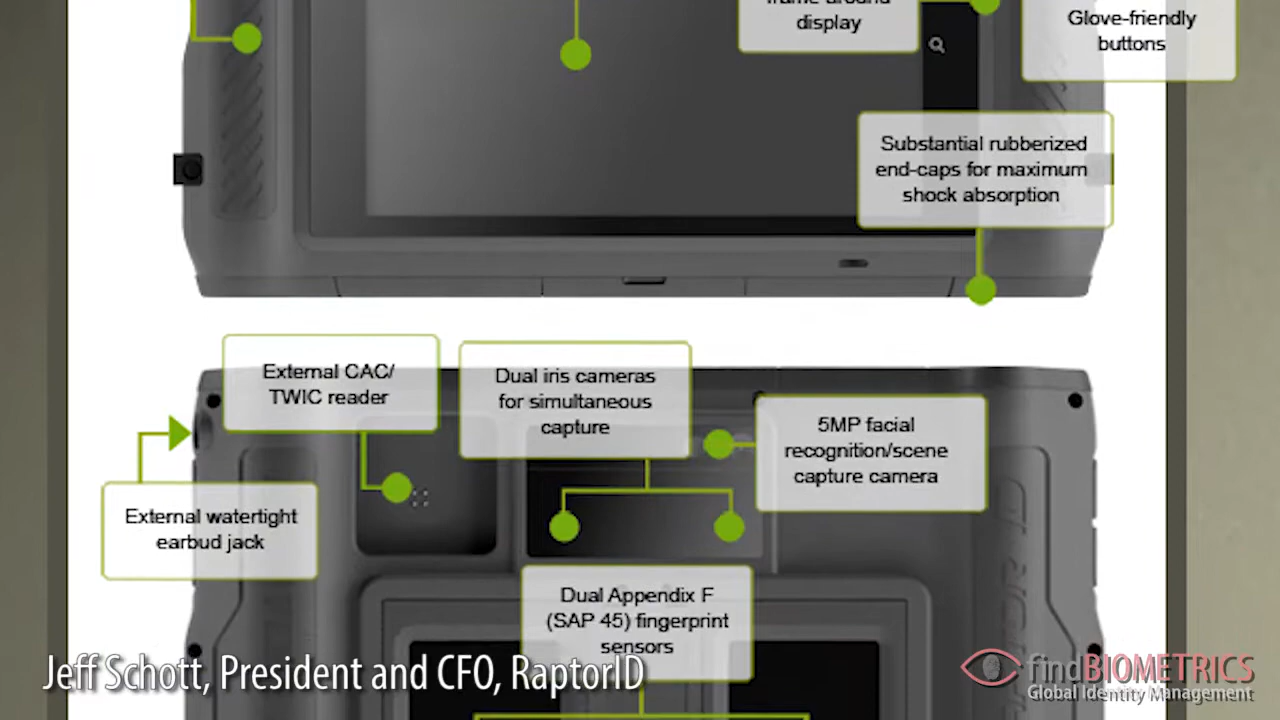 frame around
display
Glove-friendly
buttons
Substantial rubberized
end-caps for maximum
shock absorption
External CAC/
TWIC reader
Dual iris cameras
for simultaneous
capture
5MP facial
recognition/scene
capture camera
External watertight
earbud jack
Dual Appendix F
(SAP 45) fingerprint
sensors
Jeff Schott, President and CFO, RaptorID
findBIOMETRICS
Global Identity Management